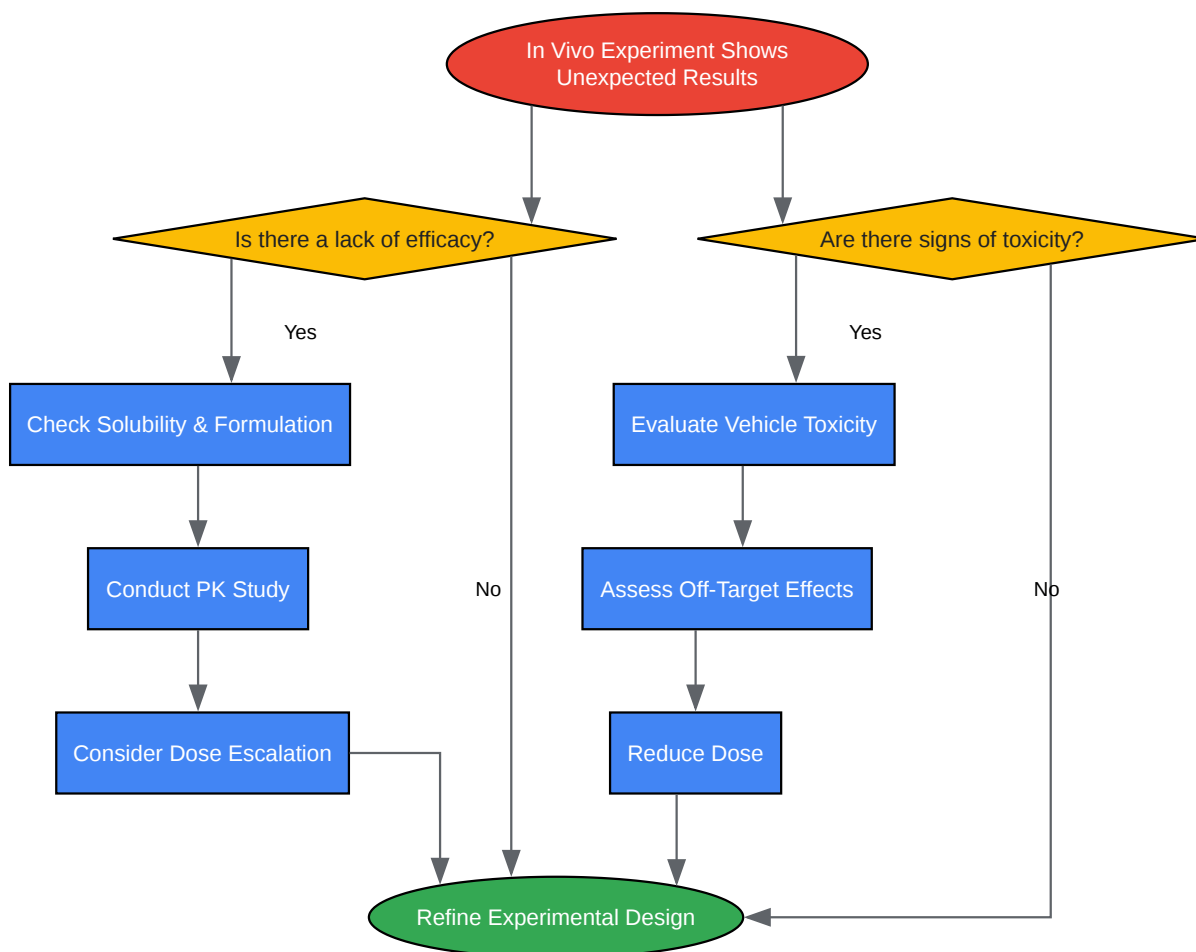 In Vivo Experiment Shows
Unexpected Results
Is there a lack of efficacy?
Are there signs of toxicity?
Yes
Yes
Check Solubility & Formulation
Evaluate Vehicle Toxicity
Conduct PK Study
No
Assess Off-Target Effects
No
Consider Dose Escalation
Reduce Dose
Refine Experimental Design